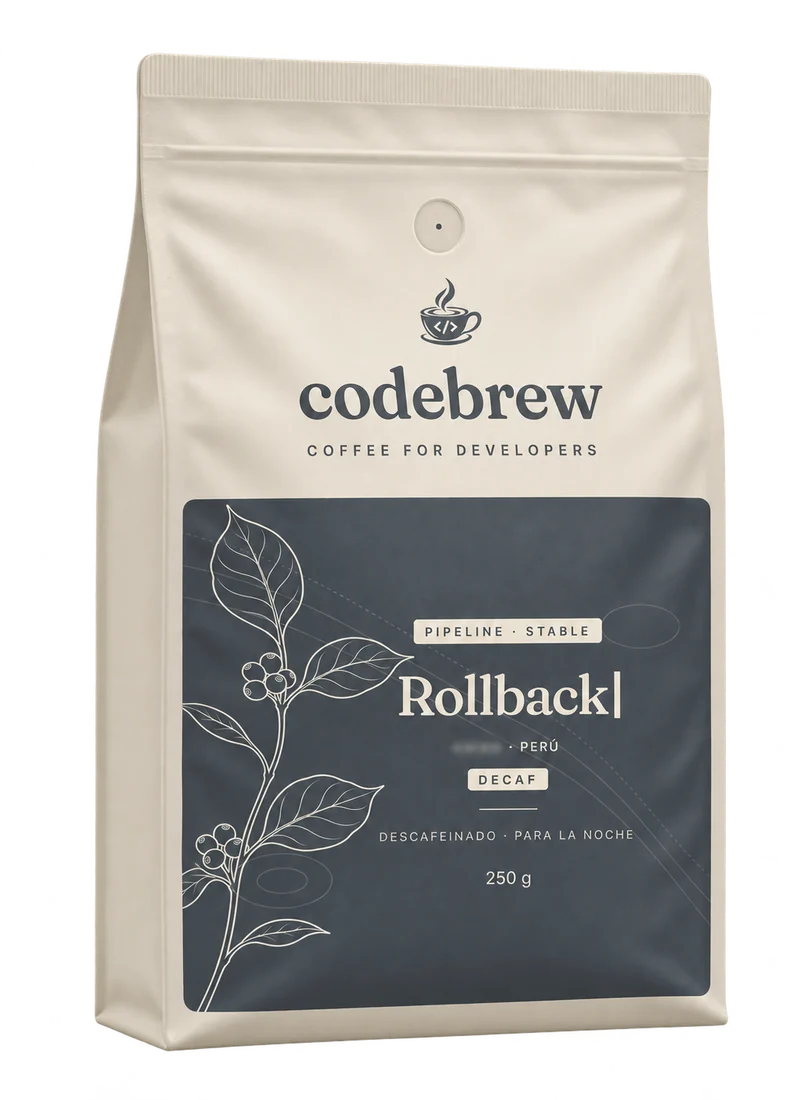 </>
codebrew
COFFEE FOR DEVELOPERS
PIPELINE · STABLE
Rollback|
· PERÚ
DECAF
DESCAFEINADO · PARA LA NOCHE
250 g